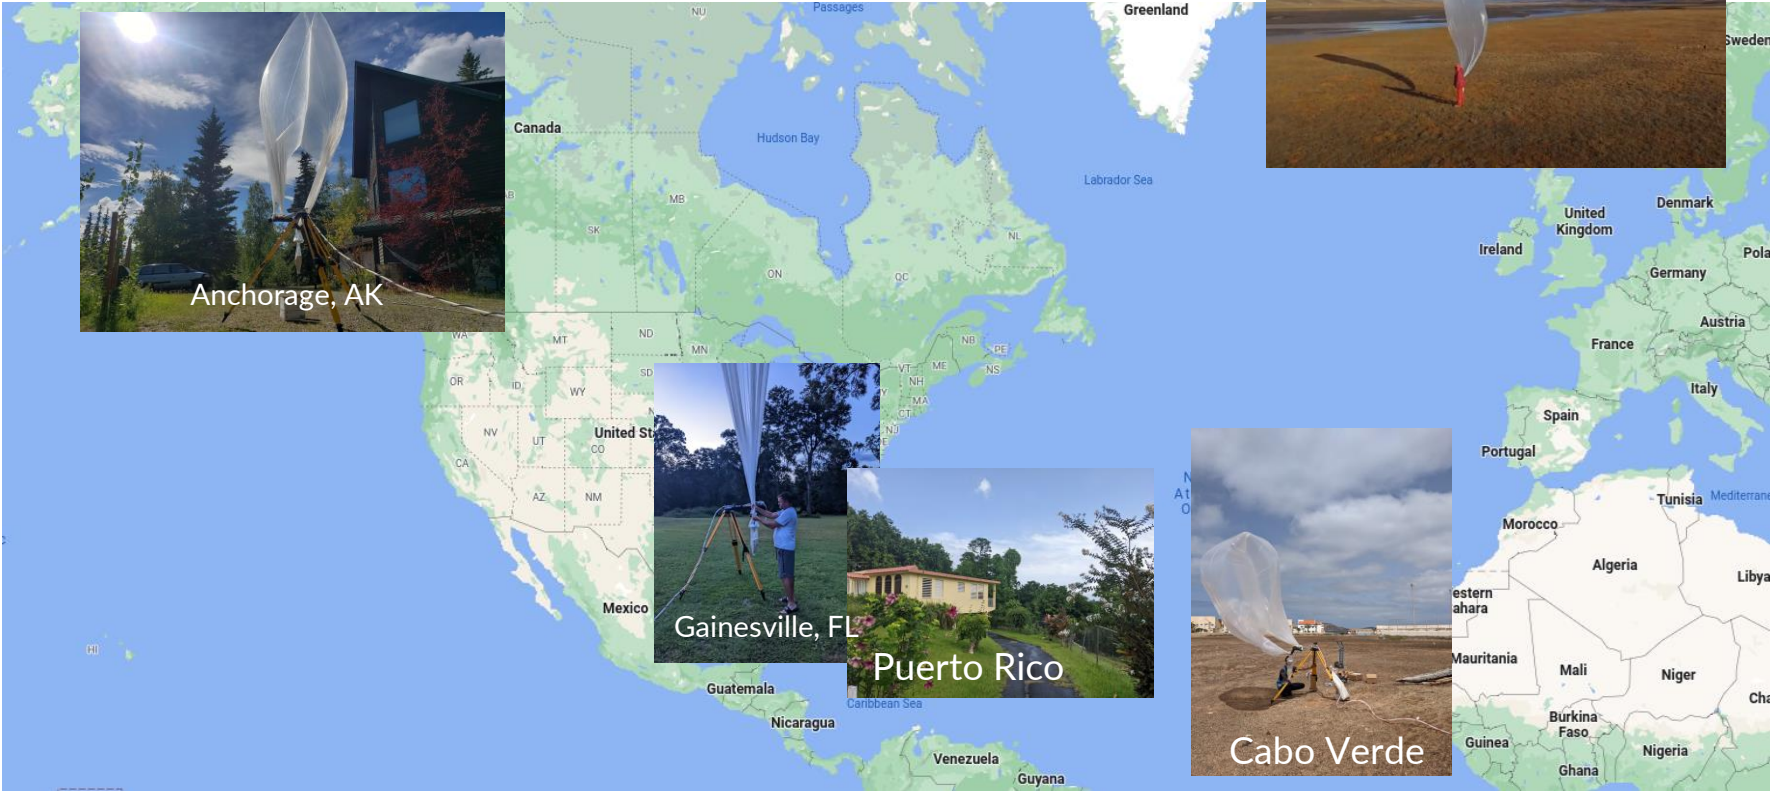 NU
Passages
Greenland
Sweden
Canada
Hudson Bay
Labrador Sea
AB
MB
SK
ON
QC
NL
Denmark
United
Kingdom
Ireland
Germany
Pola
Austria
France
Italy
Spain
Portugal
Anchorage, AK
WA
MT
ND
MN
OR
ID
WY
SD
NB
PE
NS
VT
ME
NH
MA
CT
NJ
NV
UT
CO
United St
CA
AZ
NM
N
At
O
Tunisia
Mediterrane
Morocco
Algeria
Libya
estern
ahara
Mexico
Gainesville, FL
HI
Puerto Rico
Mauritania
Mali
Niger
Cha
Guatemala
Caribbean Sea
Nicaragua
Burkina
Faso
Guinea
Nigeria
Ghana
Venezuela
Guyana
Cabo Verde